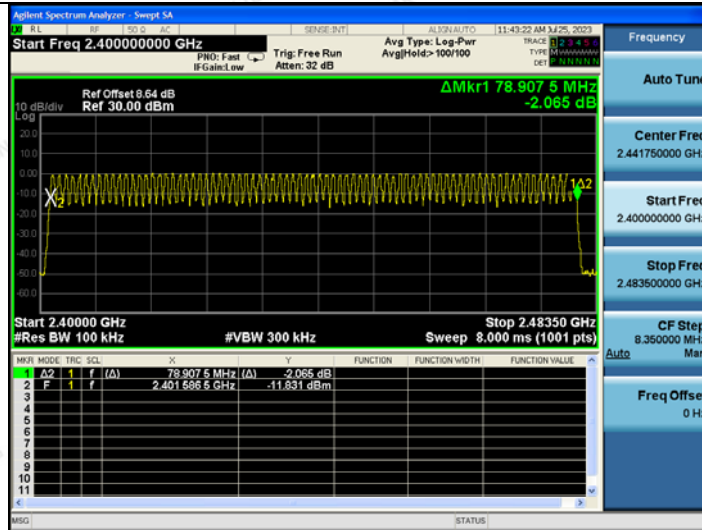 Agilent Spectrum Analyzer - Swept SA
RL RF 50 Ω AC SENSE:INT ALIGN AUTO 11:43:22 AM Jul 25, 2023
Start Freq 2.400000000 GHz
PNO: Fast
IFGain:Low
Trig: Free Run
Atten: 32 dB
Avg Type: Log-Pwr
Avg|Hold:> 100/100
TRACE 1 2 3 4 5 6
TYPE
DET P N N N N N
Frequency
Auto Tune
Center Freq
2.441750000 GHz
Start Freq
2.400000000 GHz
Stop Freq
2.483500000 GHz
CF Step
8.350000 MHz
Auto Man
Freq Offset
0 Hz
ΔMkr1 78.907 5 MHz
-2.065 dB
Ref Offset 8.64 dB
10 dB/div Ref 30.00 dBm
Log
20.0
10.0
0.00
-10.0
-20.0
-30.0
-40.0
-50.0
-60.0
2
1Δ2
Start 2.40000 GHz Stop 2.48350 GHz
#Res BW 100 kHz #VBW 300 kHz Sweep 8.000 ms (1001 pts)
MKR MODE TRC SCL X Y FUNCTION FUNCTION WIDTH FUNCTION VALUE
1 Δ2 1 f (Δ) 78.907 5 MHz (Δ) -2.065 dB
2 F 1 f 2.401 586 5 GHz -11.831 dBm
3
4
5
6
7
8
9
10
11
MSG STATUS